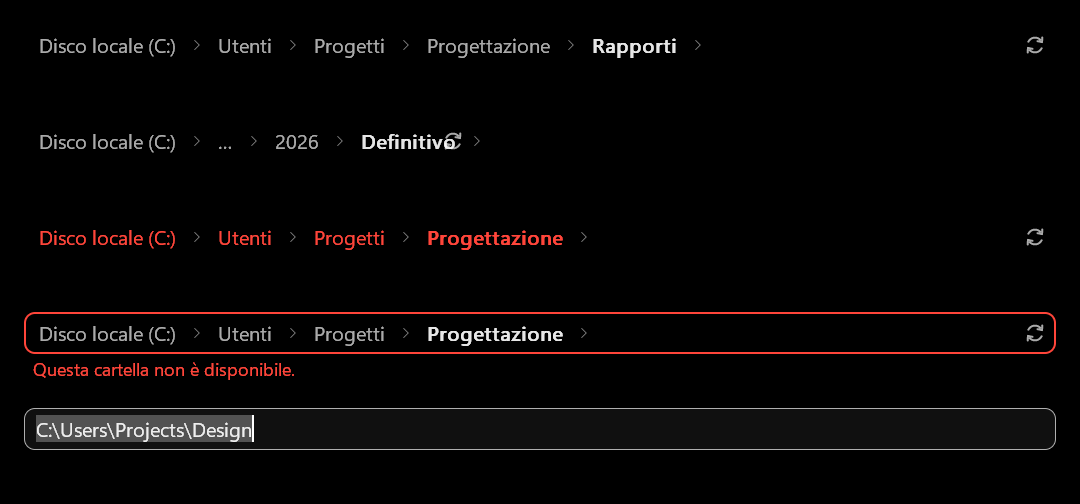 Disco locale (C:) > Utenti > Progetti > Progettazione > Rapporti >
Disco locale (C:) > ... > 2026 > Definitivo >
Disco locale (C:) > Utenti > Progetti > Progettazione >
Disco locale (C:) > Utenti > Progetti > Progettazione >
Questa cartella non è disponibile.
C:\Users\Projects\Design